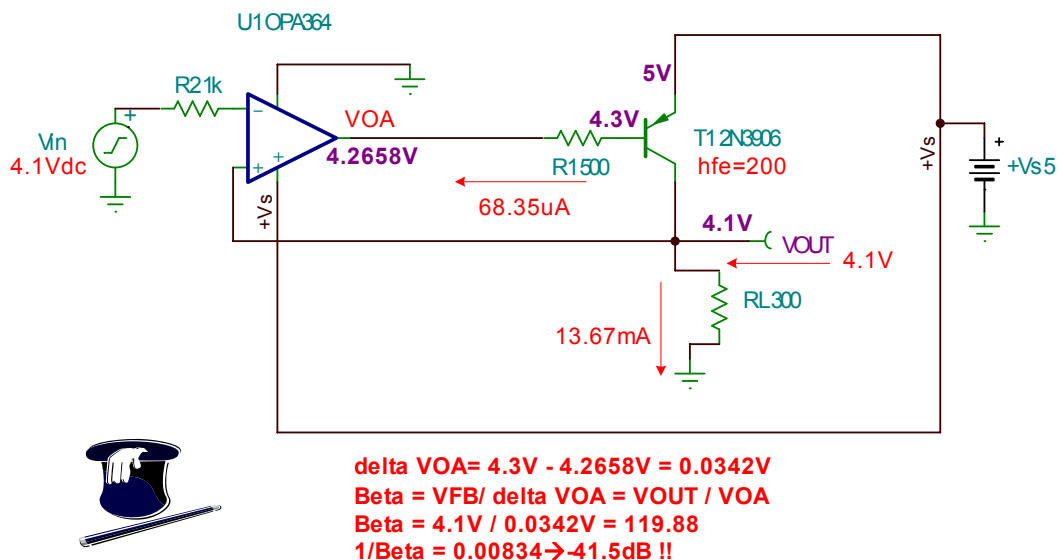 U1 OPA364
R2 1k
Vin
4.1Vdc
VOA
4.2658V
+Vs
R1 500
68.35uA
4.3V
5V
T1 2N3906
hfe=200
4.1V
VOUT
4.1V
RL 300
13.67mA
+Vs
+Vs 5
delta VOA= 4.3V - 4.2658V = 0.0342V
Beta = VFB/ delta VOA = VOUT / VOA
Beta = 4.1V / 0.0342V = 119.88
1/Beta = 0.00834→-41.5dB !!